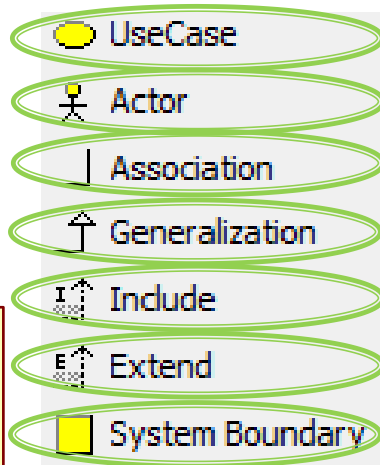 UseCase
Actor
Association
Generalization
I Include
E Extend
System Boundary